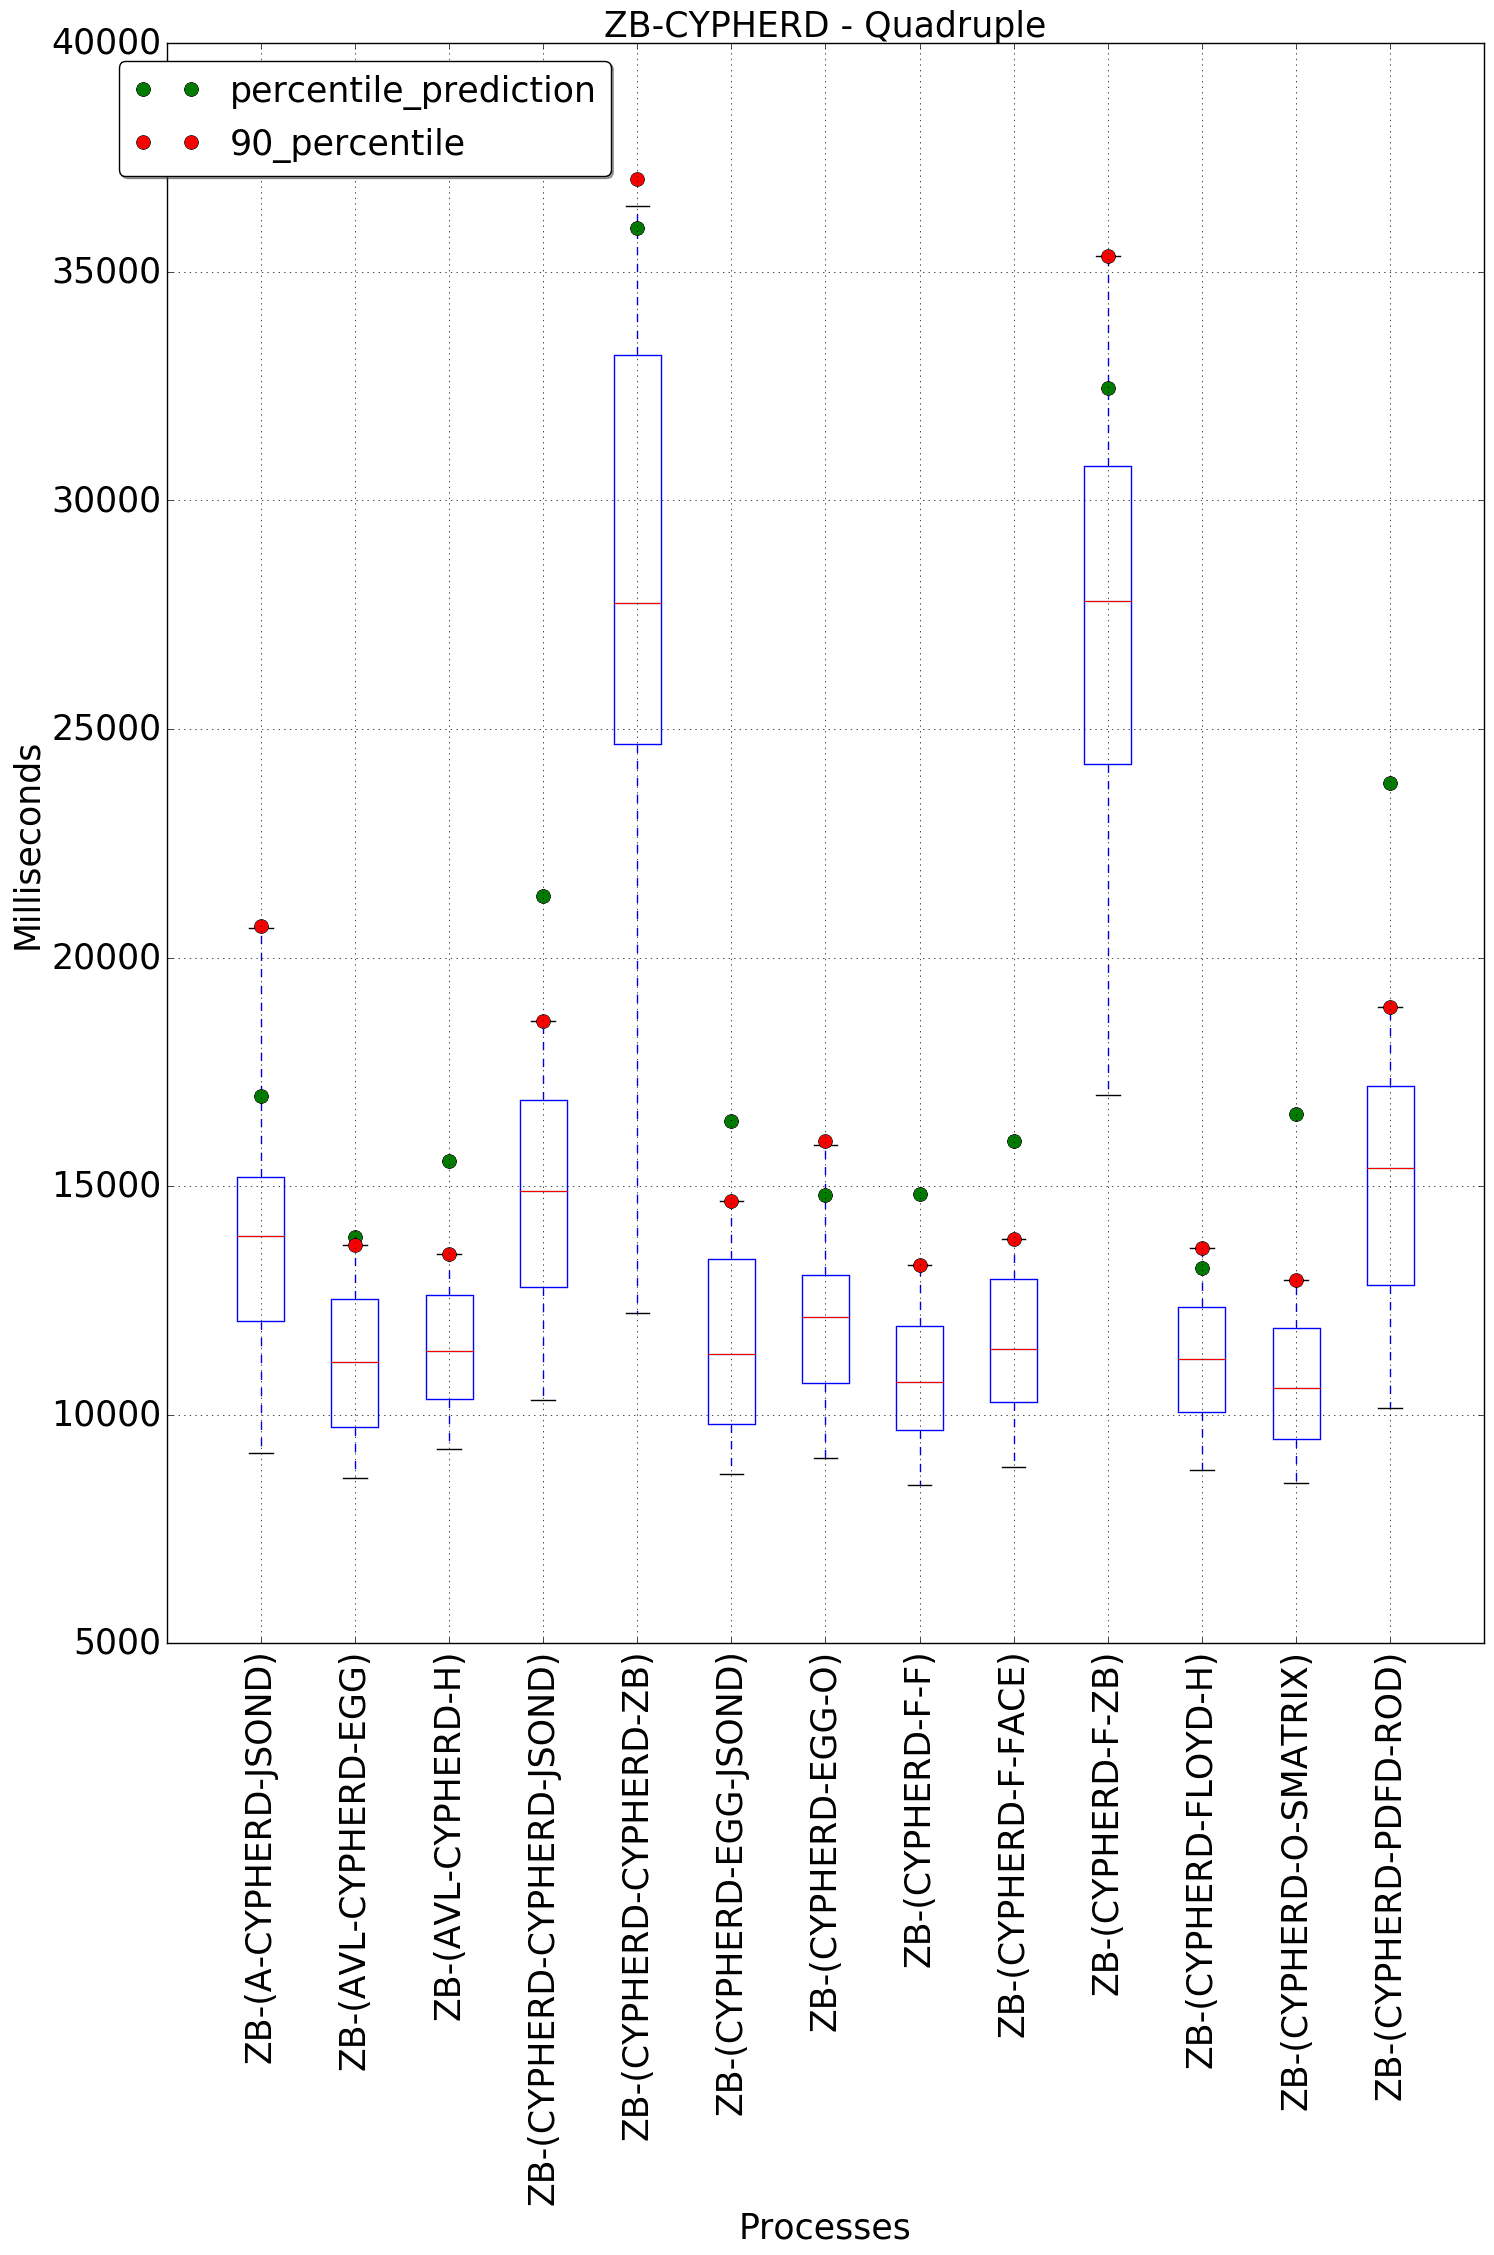 ZB-CYPHERD - Quadruple
percentile_prediction
90_percentile
40000
35000
30000
25000
20000
15000
10000
5000
Milliseconds
ZB-(A-CYPHERD-JSOND)
ZB-(AVL-CYPHERD-EGG)
ZB-(AVL-CYPHERD-H)
ZB-(CYPHERD-CYPHERD-JSOND)
ZB-(CYPHERD-CYPHERD-ZB)
ZB-(CYPHERD-EGG-JSOND)
ZB-(CYPHERD-EGG-O)
ZB-(CYPHERD-F-F)
ZB-(CYPHERD-F-FACE)
ZB-(CYPHERD-F-ZB)
ZB-(CYPHERD-FLOYD-H)
ZB-(CYPHERD-O-SMATRIX)
ZB-(CYPHERD-PDFD-ROD)
Processes